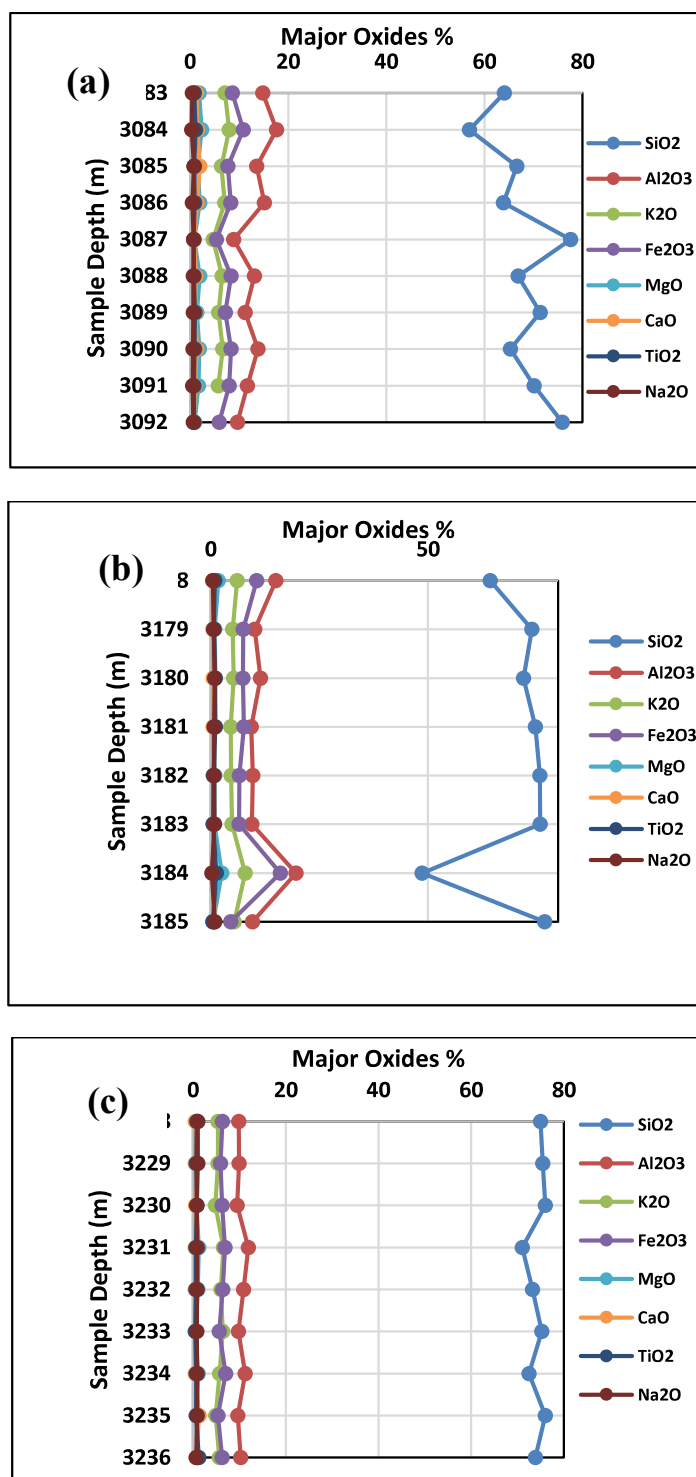 Major Oxides %
0 20 40 60 80
(a)
83
3084
3085
3086
3087
3088
3089
3090
3091
3092
Sample Depth (m)
SiO2
Al2O3
K2O
Fe2O3
MgO
CaO
TiO2
Na2O
Major Oxides %
0 50
(b)
8
3179
3180
3181
3182
3183
3184
3185
Sample Depth (m)
SiO2
Al2O3
K2O
Fe2O3
MgO
CaO
TiO2
Na2O
Major Oxides %
0 20 40 60 80
(c)
3229
3230
3231
3232
3233
3234
3235
3236
Sample Depth (m)
SiO2
Al2O3
K2O
Fe2O3
MgO
CaO
TiO2
Na2O